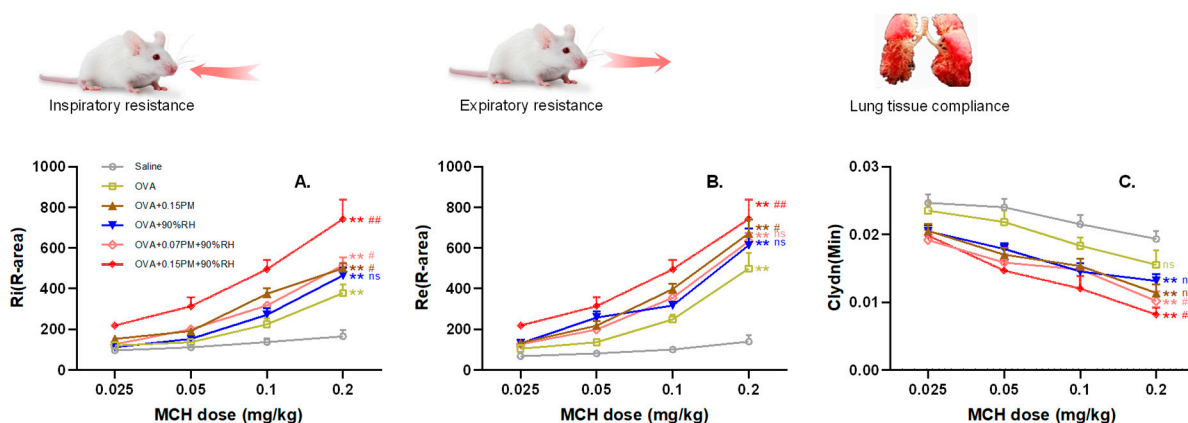 Inspiratory resistance
Expiratory resistance
Lung tissue compliance
1000
800
600
400
200
0
Ri(R-area)
Saline
OVA
OVA+0.15PM
OVA+90%RH
OVA+0.07PM+90%RH
OVA+0.15PM+90%RH
A.
** ##
** #
** #
** ns
**
0.025 0.05 0.1 0.2
MCH dose (mg/kg)
1000
800
600
400
200
0
Re(R-area)
B.
** ##
** #
** ns
** ns
**
0.025 0.05 0.1 0.2
MCH dose (mg/kg)
0.03
0.02
0.01
0.00
Clydn(Min)
C.
ns
** n
** n
** #
** #
0.025 0.05 0.1 0.2
MCH dose (mg/kg)